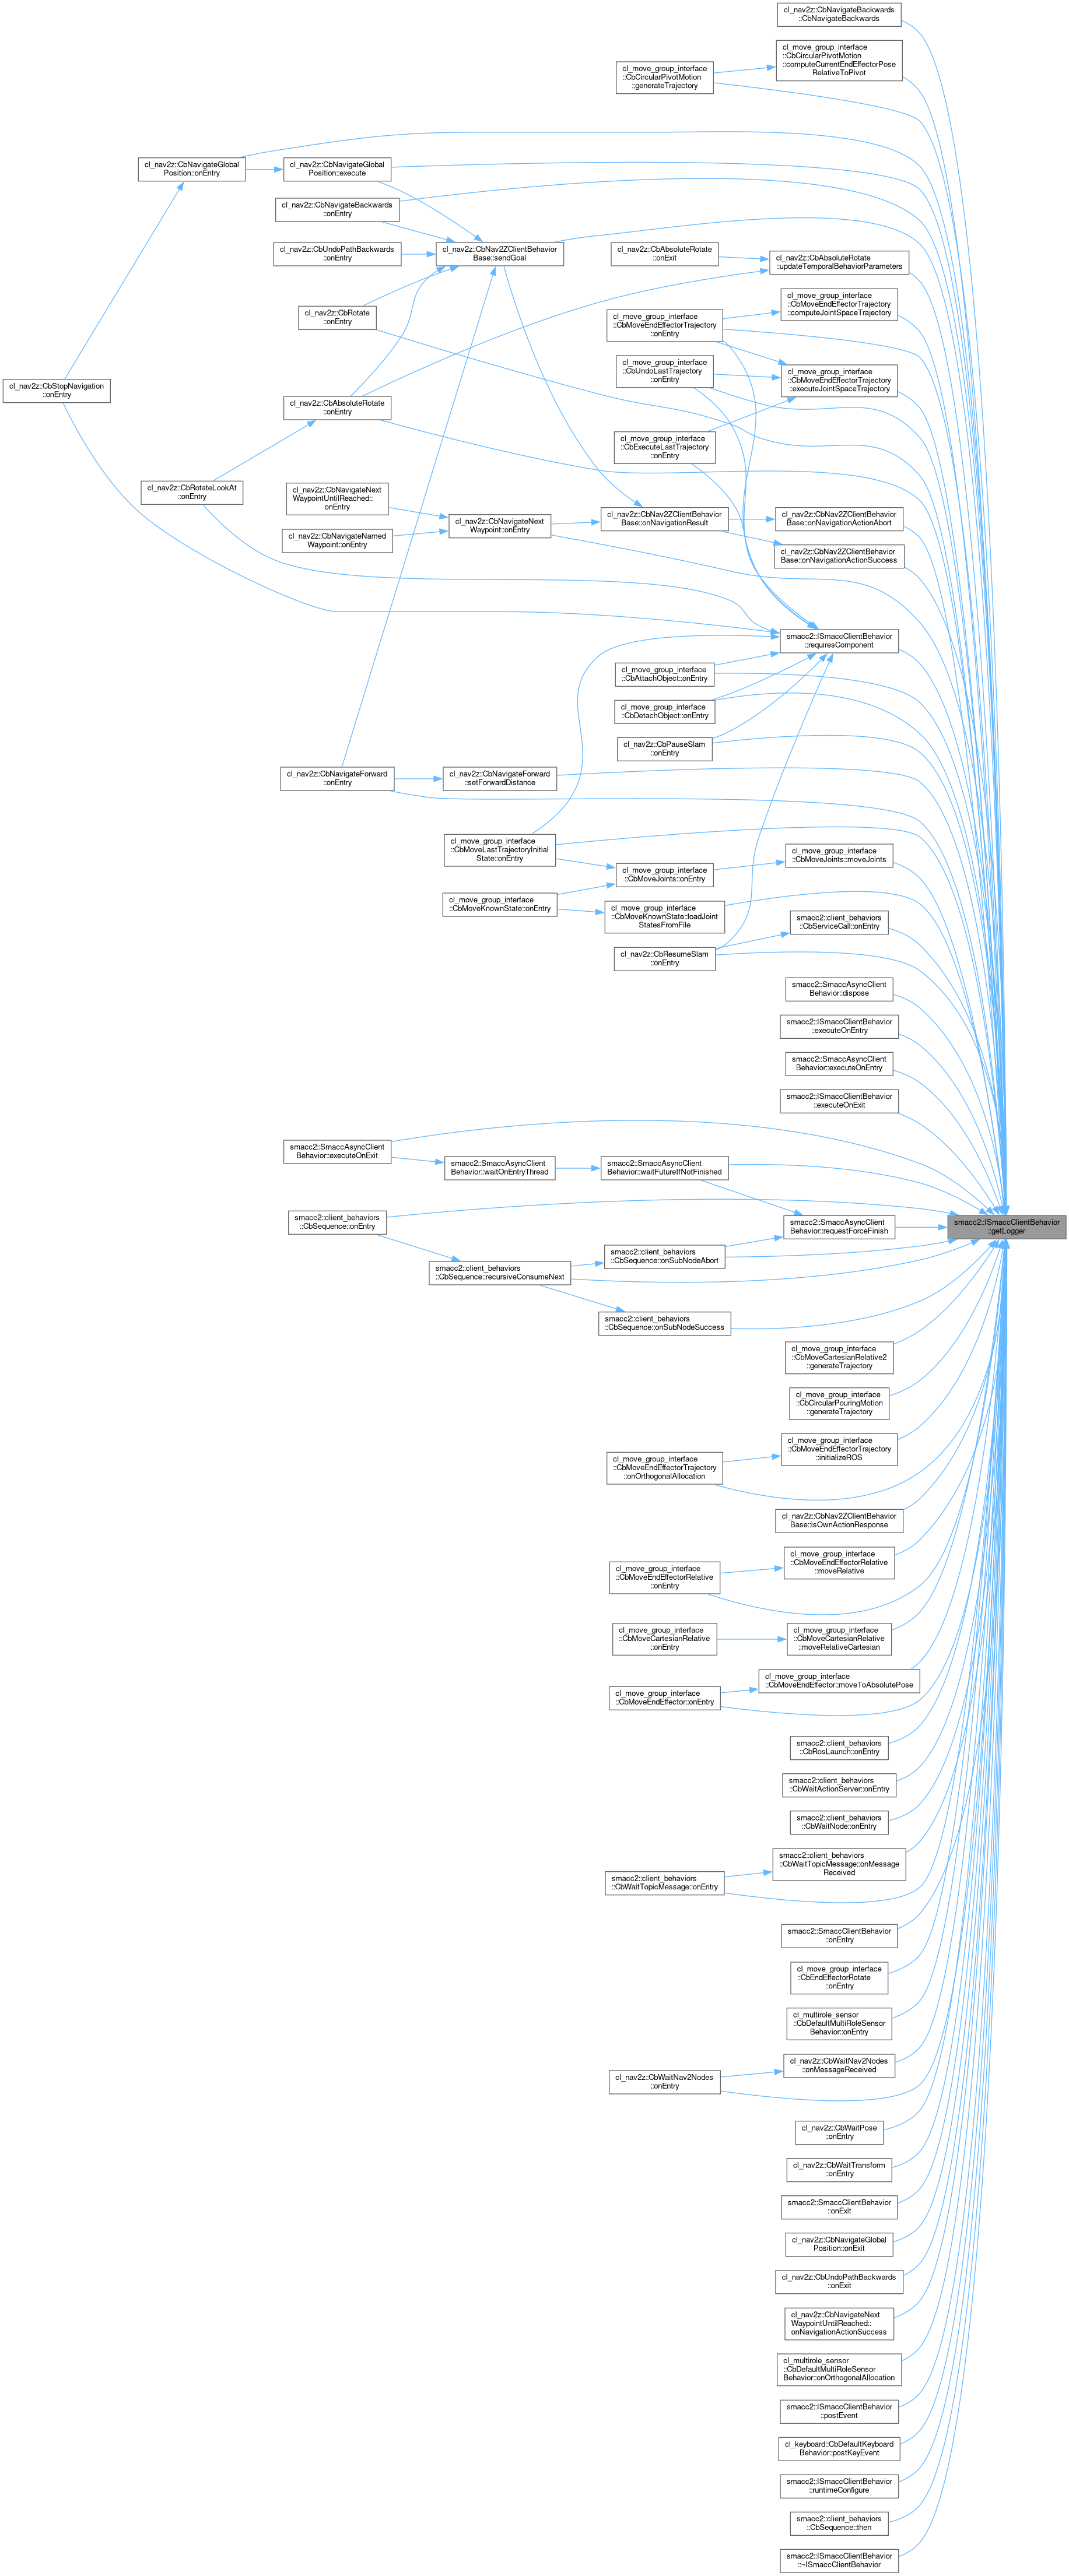 cl_nav2z::CbNavigateBackwards
::CbNavigateBackwards
cl_move_group_interface
::CbCircularPivotMotion
::computeCurrentEndEffectorPose
RelativeToPivot
cl_move_group_interface
::CbCircularPivotMotion
::generateTrajectory
cl_nav2z::CbNavigateGlobal
Position::onEntry
cl_nav2z::CbNavigateGlobal
Position::execute
cl_nav2z::CbNavigateBackwards
::onEntry
cl_nav2z::CbUndoPathBackwards
::onEntry
cl_nav2z::CbNav2ZClientBehavior
Base::sendGoal
cl_nav2z::CbAbsoluteRotate
::onExit
cl_nav2z::CbAbsoluteRotate
::updateTemporalBehaviorParameters
cl_move_group_interface
::CbMoveEndEffectorTrajectory
::computeJointSpaceTrajectory
cl_nav2z::CbRotate
::onEntry
cl_move_group_interface
::CbMoveEndEffectorTrajectory
::onEntry
cl_move_group_interface
::CbUndoLastTrajectory
::onEntry
cl_move_group_interface
::CbMoveEndEffectorTrajectory
::executeJointSpaceTrajectory
cl_nav2z::CbStopNavigation
::onEntry
cl_nav2z::CbAbsoluteRotate
::onEntry
cl_move_group_interface
::CbExecuteLastTrajectory
::onEntry
cl_nav2z::CbRotateLookAt
::onEntry
cl_nav2z::CbNavigateNext
WaypointUntilReached::
onEntry
cl_nav2z::CbNavigateNamed
Waypoint::onEntry
cl_nav2z::CbNavigateNext
Waypoint::onEntry
cl_nav2z::CbNav2ZClientBehavior
Base::onNavigationResult
cl_nav2z::CbNav2ZClientBehavior
Base::onNavigationActionAbort
cl_nav2z::CbNav2ZClientBehavior
Base::onNavigationActionSuccess
smacc2::ISmaccClientBehavior
::requiresComponent
cl_move_group_interface
::CbAttachObject::onEntry
cl_move_group_interface
::CbDetachObject::onEntry
cl_nav2z::CbPauseSlam
::onEntry
cl_nav2z::CbNavigateForward
::onEntry
cl_nav2z::CbNavigateForward
::setForwardDistance
cl_move_group_interface
::CbMoveLastTrajectoryInitial
State::onEntry
cl_move_group_interface
::CbMoveJoints::moveJoints
cl_move_group_interface
::CbMoveJoints::onEntry
cl_move_group_interface
::CbMoveKnownState::onEntry
cl_move_group_interface
::CbMoveKnownState::loadJoint
StatesFromFile
smacc2::client_behaviors
::CbServiceCall::onEntry
cl_nav2z::CbResumeSlam
::onEntry
smacc2::SmaccAsyncClient
Behavior::dispose
smacc2::ISmaccClientBehavior
::executeOnEntry
smacc2::SmaccAsyncClient
Behavior::executeOnEntry
smacc2::ISmaccClientBehavior
::executeOnExit
smacc2::SmaccAsyncClient
Behavior::executeOnExit
smacc2::SmaccAsyncClient
Behavior::waitOnEntryThread
smacc2::SmaccAsyncClient
Behavior::waitFutureIfNotFinished
smacc2::client_behaviors
::CbSequence::onEntry
smacc2::SmaccAsyncClient
Behavior::requestForceFinish
smacc2::ISmaccClientBehavior
::getLogger
smacc2::client_behaviors
::CbSequence::onSubNodeAbort
smacc2::client_behaviors
::CbSequence::recursiveConsumeNext
smacc2::client_behaviors
::CbSequence::onSubNodeSuccess
cl_move_group_interface
::CbMoveCartesianRelative2
::generateTrajectory
cl_move_group_interface
::CbCircularPouringMotion
::generateTrajectory
cl_move_group_interface
::CbMoveEndEffectorTrajectory
::initializeROS
cl_move_group_interface
::CbMoveEndEffectorTrajectory
::onOrthogonalAllocation
cl_nav2z::CbNav2ZClientBehavior
Base::isOwnActionResponse
cl_move_group_interface
::CbMoveEndEffectorRelative
::moveRelative
cl_move_group_interface
::CbMoveEndEffectorRelative
::onEntry
cl_move_group_interface
::CbMoveCartesianRelative
::onEntry
cl_move_group_interface
::CbMoveCartesianRelative
::moveRelativeCartesian
cl_move_group_interface
::CbMoveEndEffector::moveToAbsolutePose
cl_move_group_interface
::CbMoveEndEffector::onEntry
smacc2::client_behaviors
::CbRosLaunch::onEntry
smacc2::client_behaviors
::CbWaitActionServer::onEntry
smacc2::client_behaviors
::CbWaitNode::onEntry
smacc2::client_behaviors
::CbWaitTopicMessage::onMessage
Received
smacc2::client_behaviors
::CbWaitTopicMessage::onEntry
smacc2::SmaccClientBehavior
::onEntry
cl_move_group_interface
::CbEndEffectorRotate
::onEntry
cl_multirole_sensor
::CbDefaultMultiRoleSensor
Behavior::onEntry
cl_nav2z::CbWaitNav2Nodes
::onMessageReceived
cl_nav2z::CbWaitNav2Nodes
::onEntry
cl_nav2z::CbWaitPose
::onEntry
cl_nav2z::CbWaitTransform
::onEntry
smacc2::SmaccClientBehavior
::onExit
cl_nav2z::CbNavigateGlobal
Position::onExit
cl_nav2z::CbUndoPathBackwards
::onExit
cl_nav2z::CbNavigateNext
WaypointUntilReached::
onNavigationActionSuccess
cl_multirole_sensor
::CbDefaultMultiRoleSensor
Behavior::onOrthogonalAllocation
smacc2::ISmaccClientBehavior
::postEvent
cl_keyboard::CbDefaultKeyboard
Behavior::postKeyEvent
smacc2::ISmaccClientBehavior
::runtimeConfigure
smacc2::client_behaviors
::CbSequence::then
smacc2::ISmaccClientBehavior
::~ISmaccClientBehavior